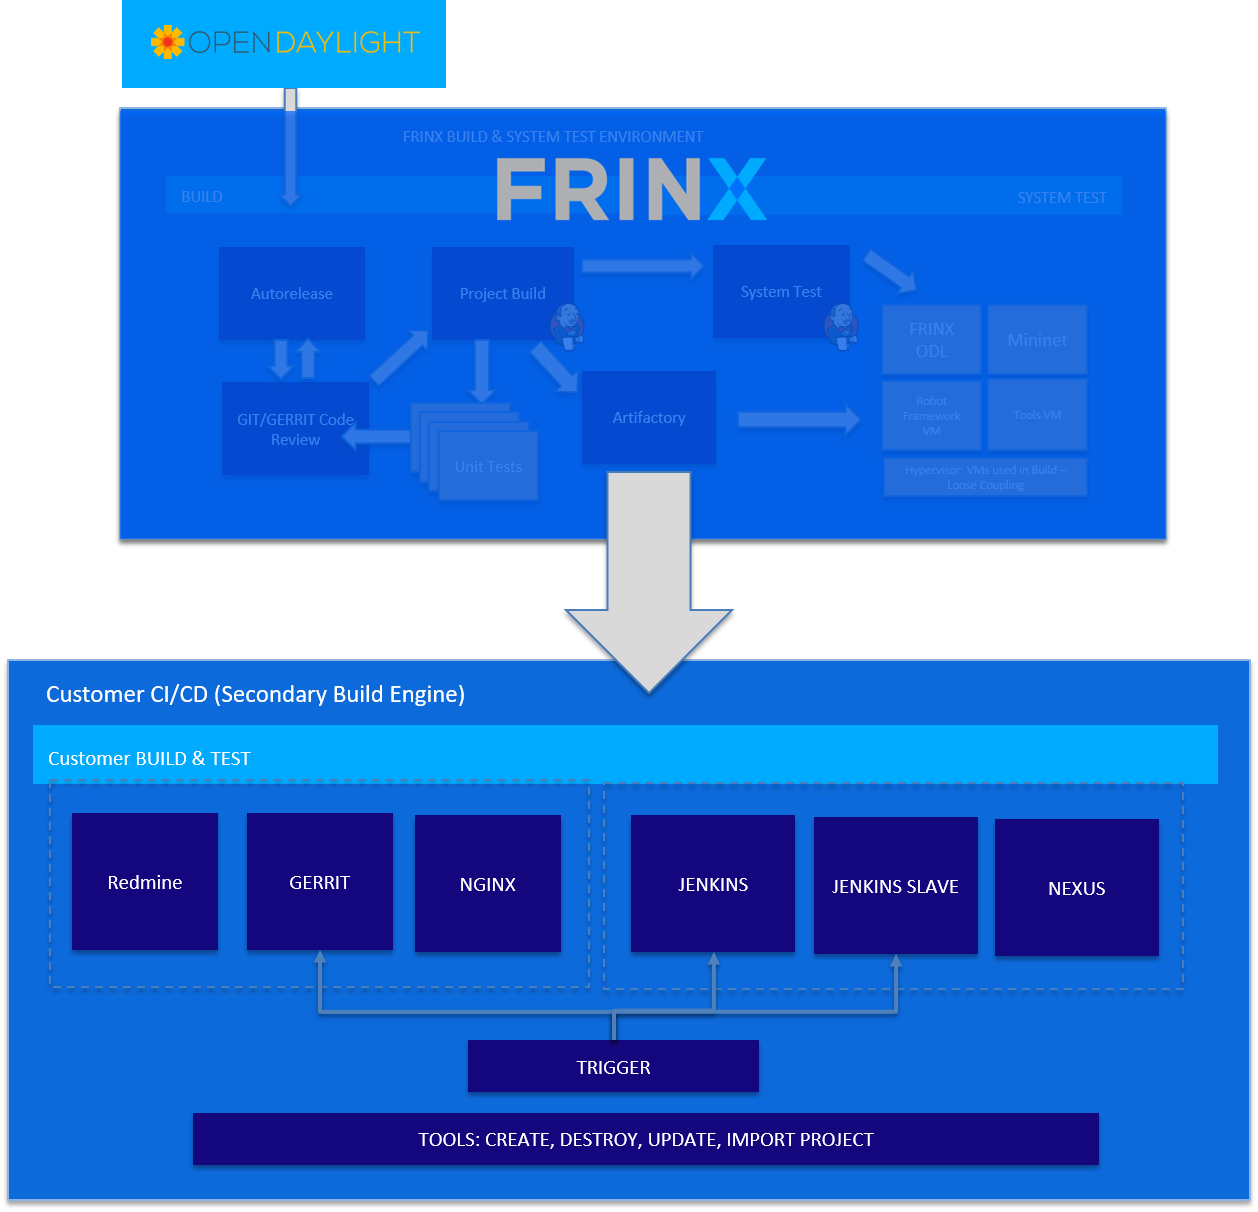 OPENDAYLIGHT
FRINX BUILD & SYSTEM TEST ENVIRONMENT
FRINX
BUILD
SYSTEM TEST
Autorelease
Project Build
System Test
FRINX
ODL
Mininet
GIT/GERRIT Code
Review
Unit Tests
Artifactory
Robot
Framework
VM
Tools VM
Hypervisor: VMs used in Build –
Loose Coupling
Customer CI/CD (Secondary Build Engine)
Customer BUILD & TEST
Redmine
GERRIT
NGINX
JENKINS
JENKINS SLAVE
NEXUS
TRIGGER
TOOLS: CREATE, DESTROY, UPDATE, IMPORT PROJECT